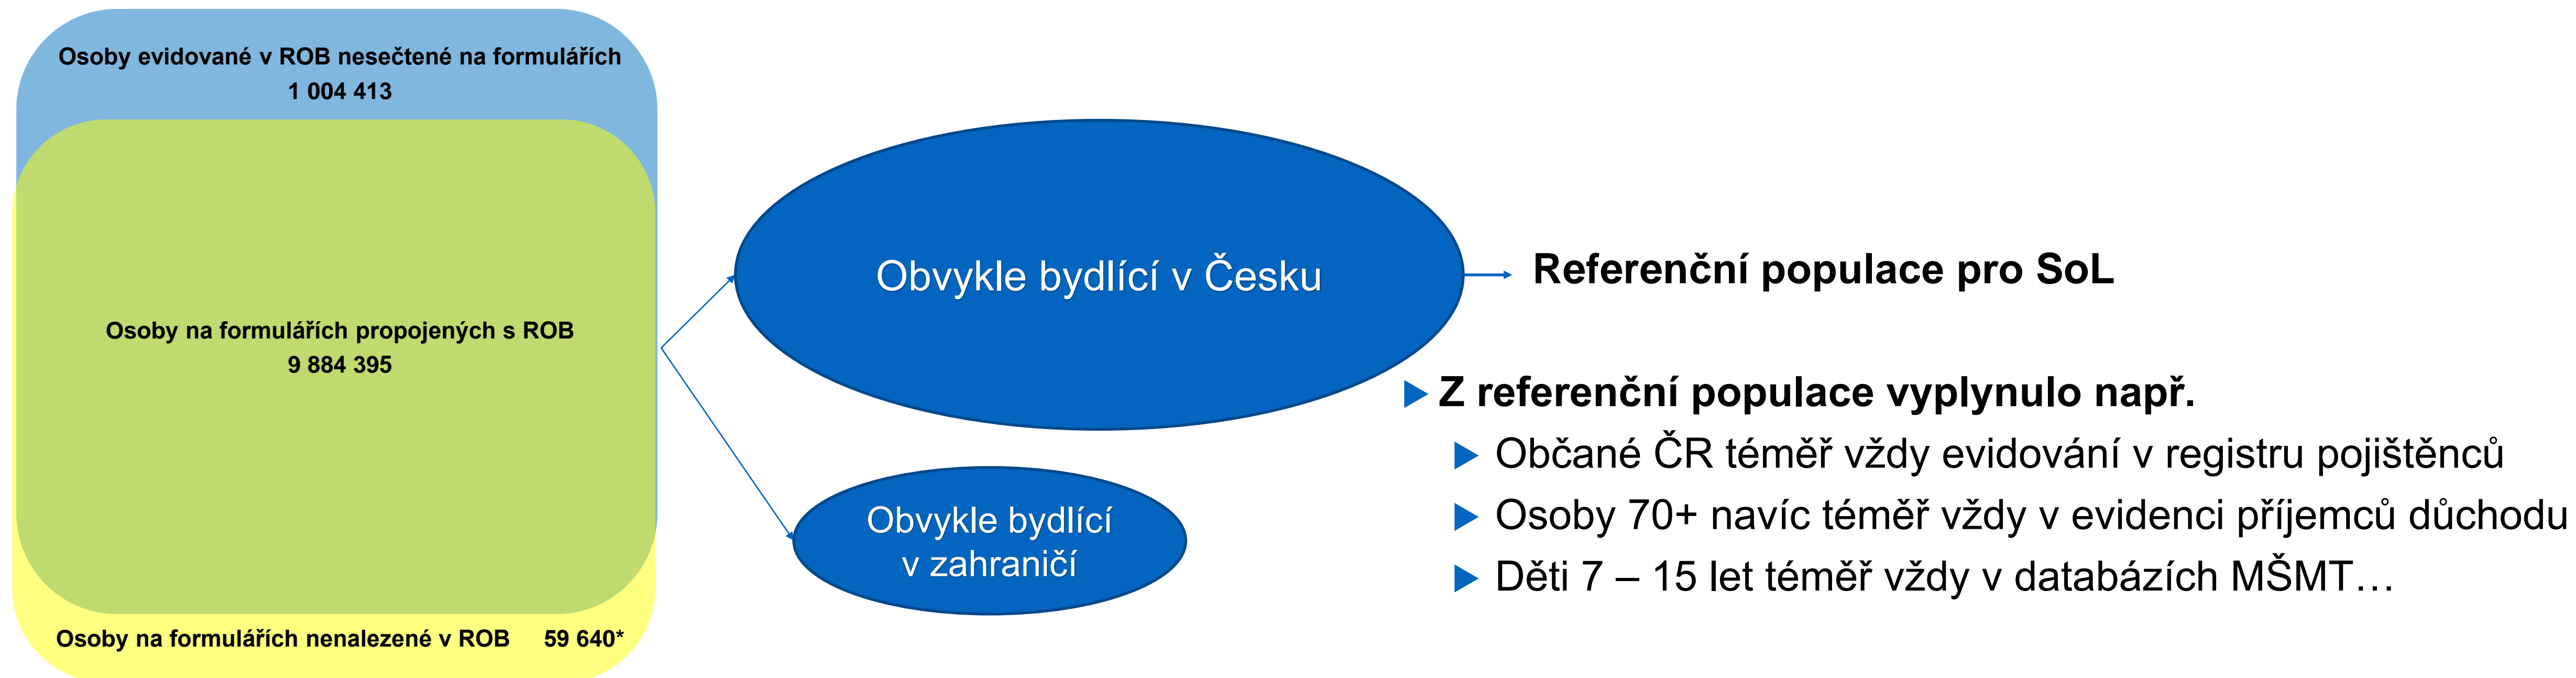 Osoby evidované v ROB nesečtené na formulářích
1 004 413
Osoby na formulářích propojených s ROB
9 884 395
Osoby na formulářích nenalezené v ROB 59 640*
Obvykle bydlící v Česku
Obvykle bydlící
v zahraničí
Referenční populace pro SoL
Z referenční populace vyplynulo např.
Občané ČR téměř vždy evidování v registru pojištěnců
Osoby 70+ navíc téměř vždy v evidenci příjemců důchodu
Děti 7 – 15 let téměř vždy v databázích MŠMT…